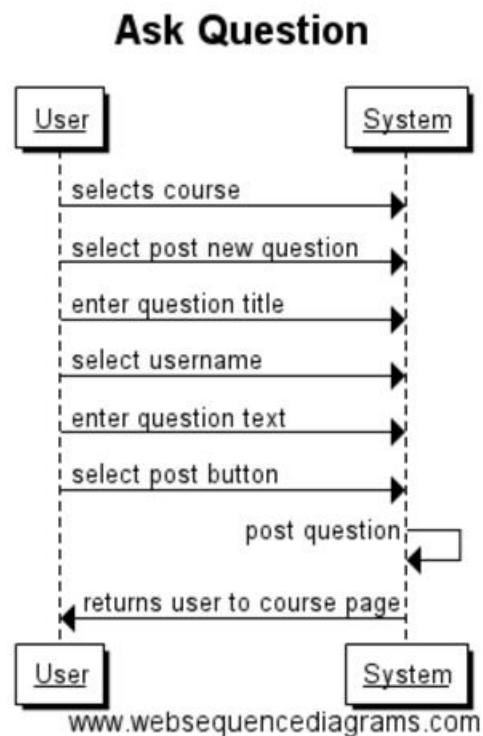 Ask Question
User System
selects course
select post new question
enter question title
select username
enter question text
select post button
post question
returns user to course page
User System
www.websequencediagrams.com